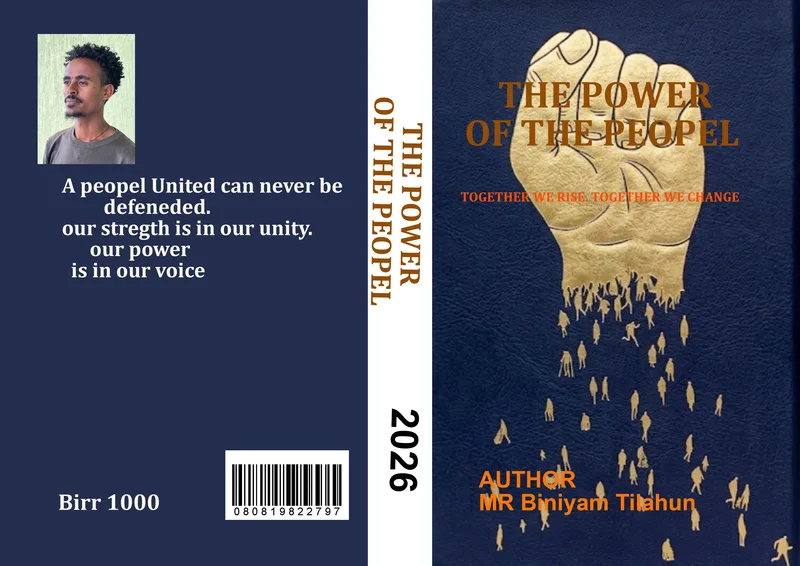 A peopel United can never be
defeneded.
our stregth is in our unity.
our power
is in our voice
Birr 1000
080819822797
THE POWER
OF THE PEOPEL
2026
THE POWER
OF THE PEOPEL
TOGETHER WE RISE. TOGETHER WE CHANGE
AUTHOR
MR Biniyam Tilahun